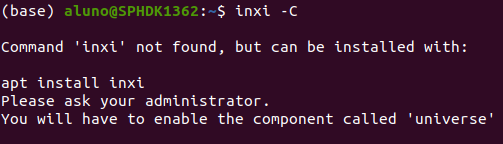 (base) aluno@SPHDK1362:~$ inxi -C
Command 'inxi' not found, but can be installed with:
apt install inxi
Please ask your administrator.
You will have to enable the component called 'universe'